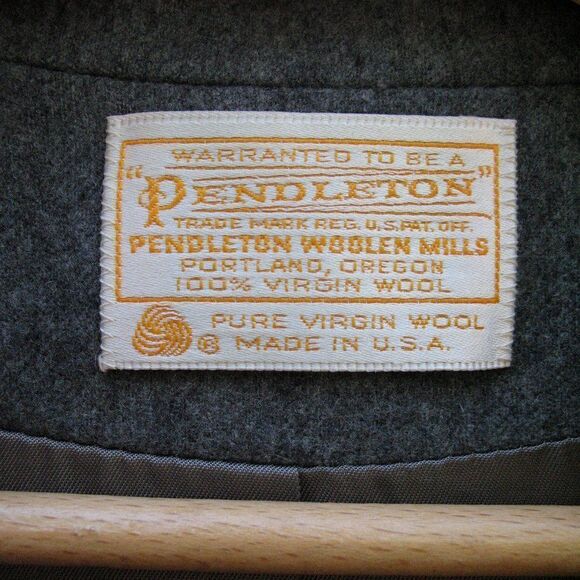 WARRANTED TO BE A
"PENDLETON"
TRADE MARK REG. U.S. PAT. OFF.
PENDLETON WOOLEN MILLS
PORTLAND, OREGON
100% VIRGIN WOOL
® PURE VIRGIN WOOL
MADE IN U.S.A.